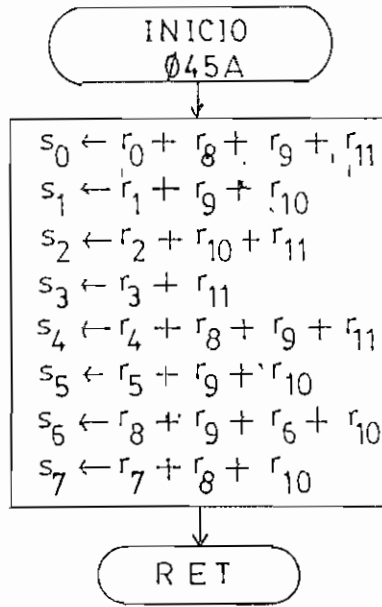 INICIO
Ø45A
s₀ ← r₀ + r₈ + r₉ + r₁₁
s₁ ← r₁ + r₉ + r₁₀
s₂ ← r₂ + r₁₀ + r₁₁
s₃ ← r₃ + r₁₁
s₄ ← r₄ + r₈ + r₉ + r₁₁
s₅ ← r₅ + r₉ + r₁₀
s₆ ← r₈ + r₉ + r₆ + r₁₀
s₇ ← r₇ + r₈ + r₁₀
RET